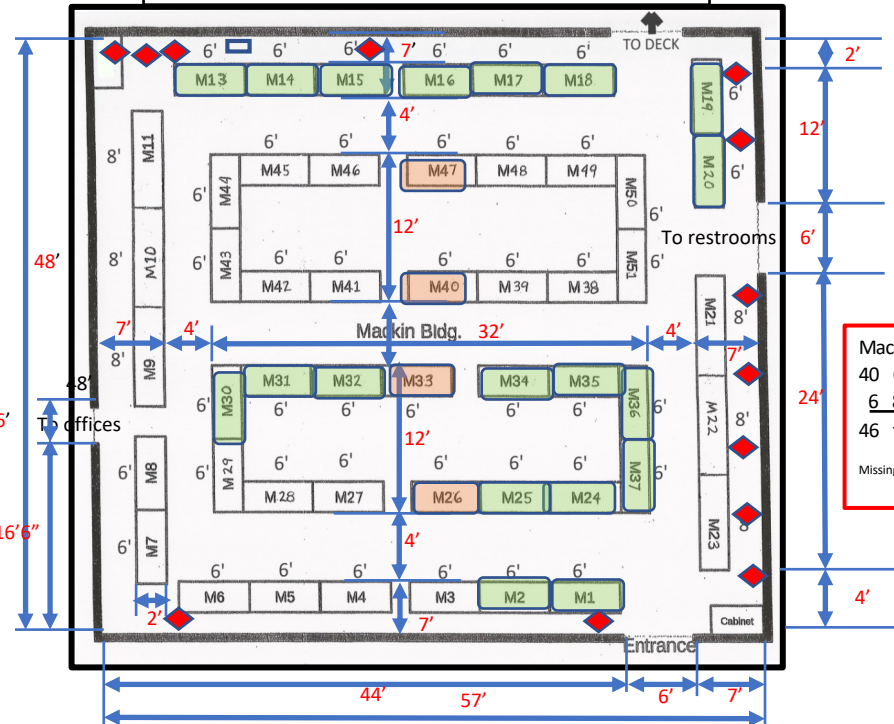 TO DECK
6' 6' 6' 7' 6' 6' 6' 2'
M13 M14 M15 M16 M17 M18 M19 6'
4' 12'
M11 8' 6' 6' 6' 6' 6' M20 6'
M44 6' M45 M46 M47 M48 M49 M50 6'
48' 8' M10 12' To restrooms 6'
6' M43 6' 6' 6' 6' 6' M51 6'
M42 M41 M40 M39 M38
7' 4' Mackin Bldg. 32' 4' M21 8' 7'
8' M9 Mac
48' M31 M32 M33 M34 M35 40
6' M30 6' 6' 6' 6' 6' M36 6' M22 8' 24' 6
To offices 12' 46
6' M8 6' M29 6' 6' 6' 6' 6' M37 6' Missing
M28 M27 M26 M25 M24
16'6" 6' M7 4' M23 8'
6' 6' 6' 6' 6' 6'
M6 M5 M4 M3 M2 M1 4'
2' 7' Cabinet
Entrance
44' 6' 7'
57'